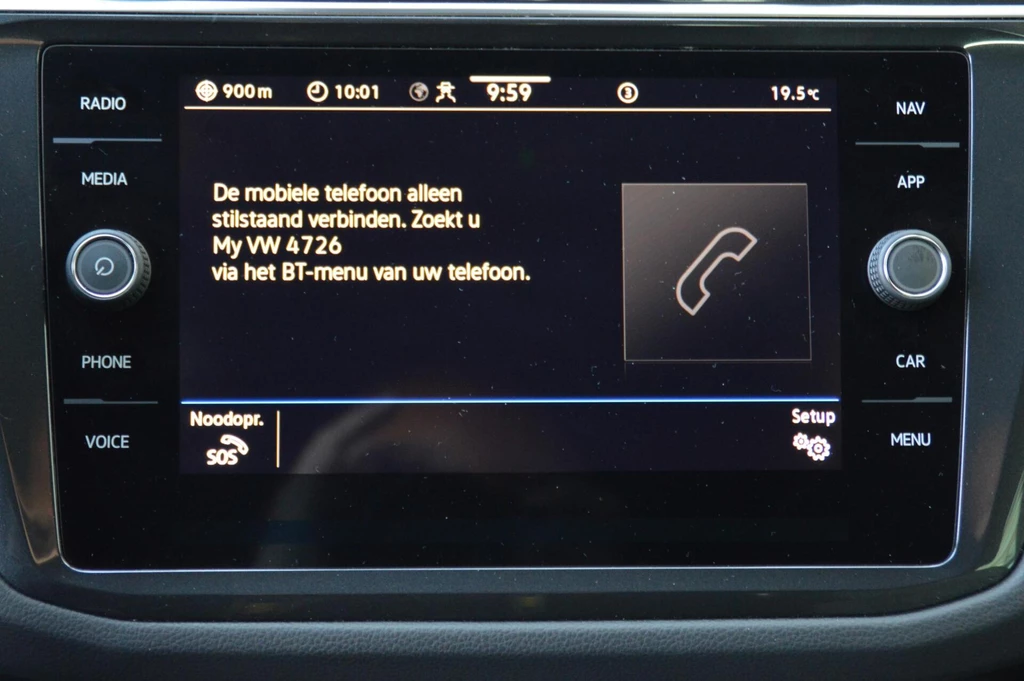 RADIO
MEDIA
PHONE
VOICE
900 m 10:01 9:59 3 19.5°C
De mobiele telefoon alleen
stilstaand verbinden. Zoekt u
My VW 4726
via het BT-menu van uw telefoon.
Noodopr.
SOS
Setup
NAV
APP
CAR
MENU